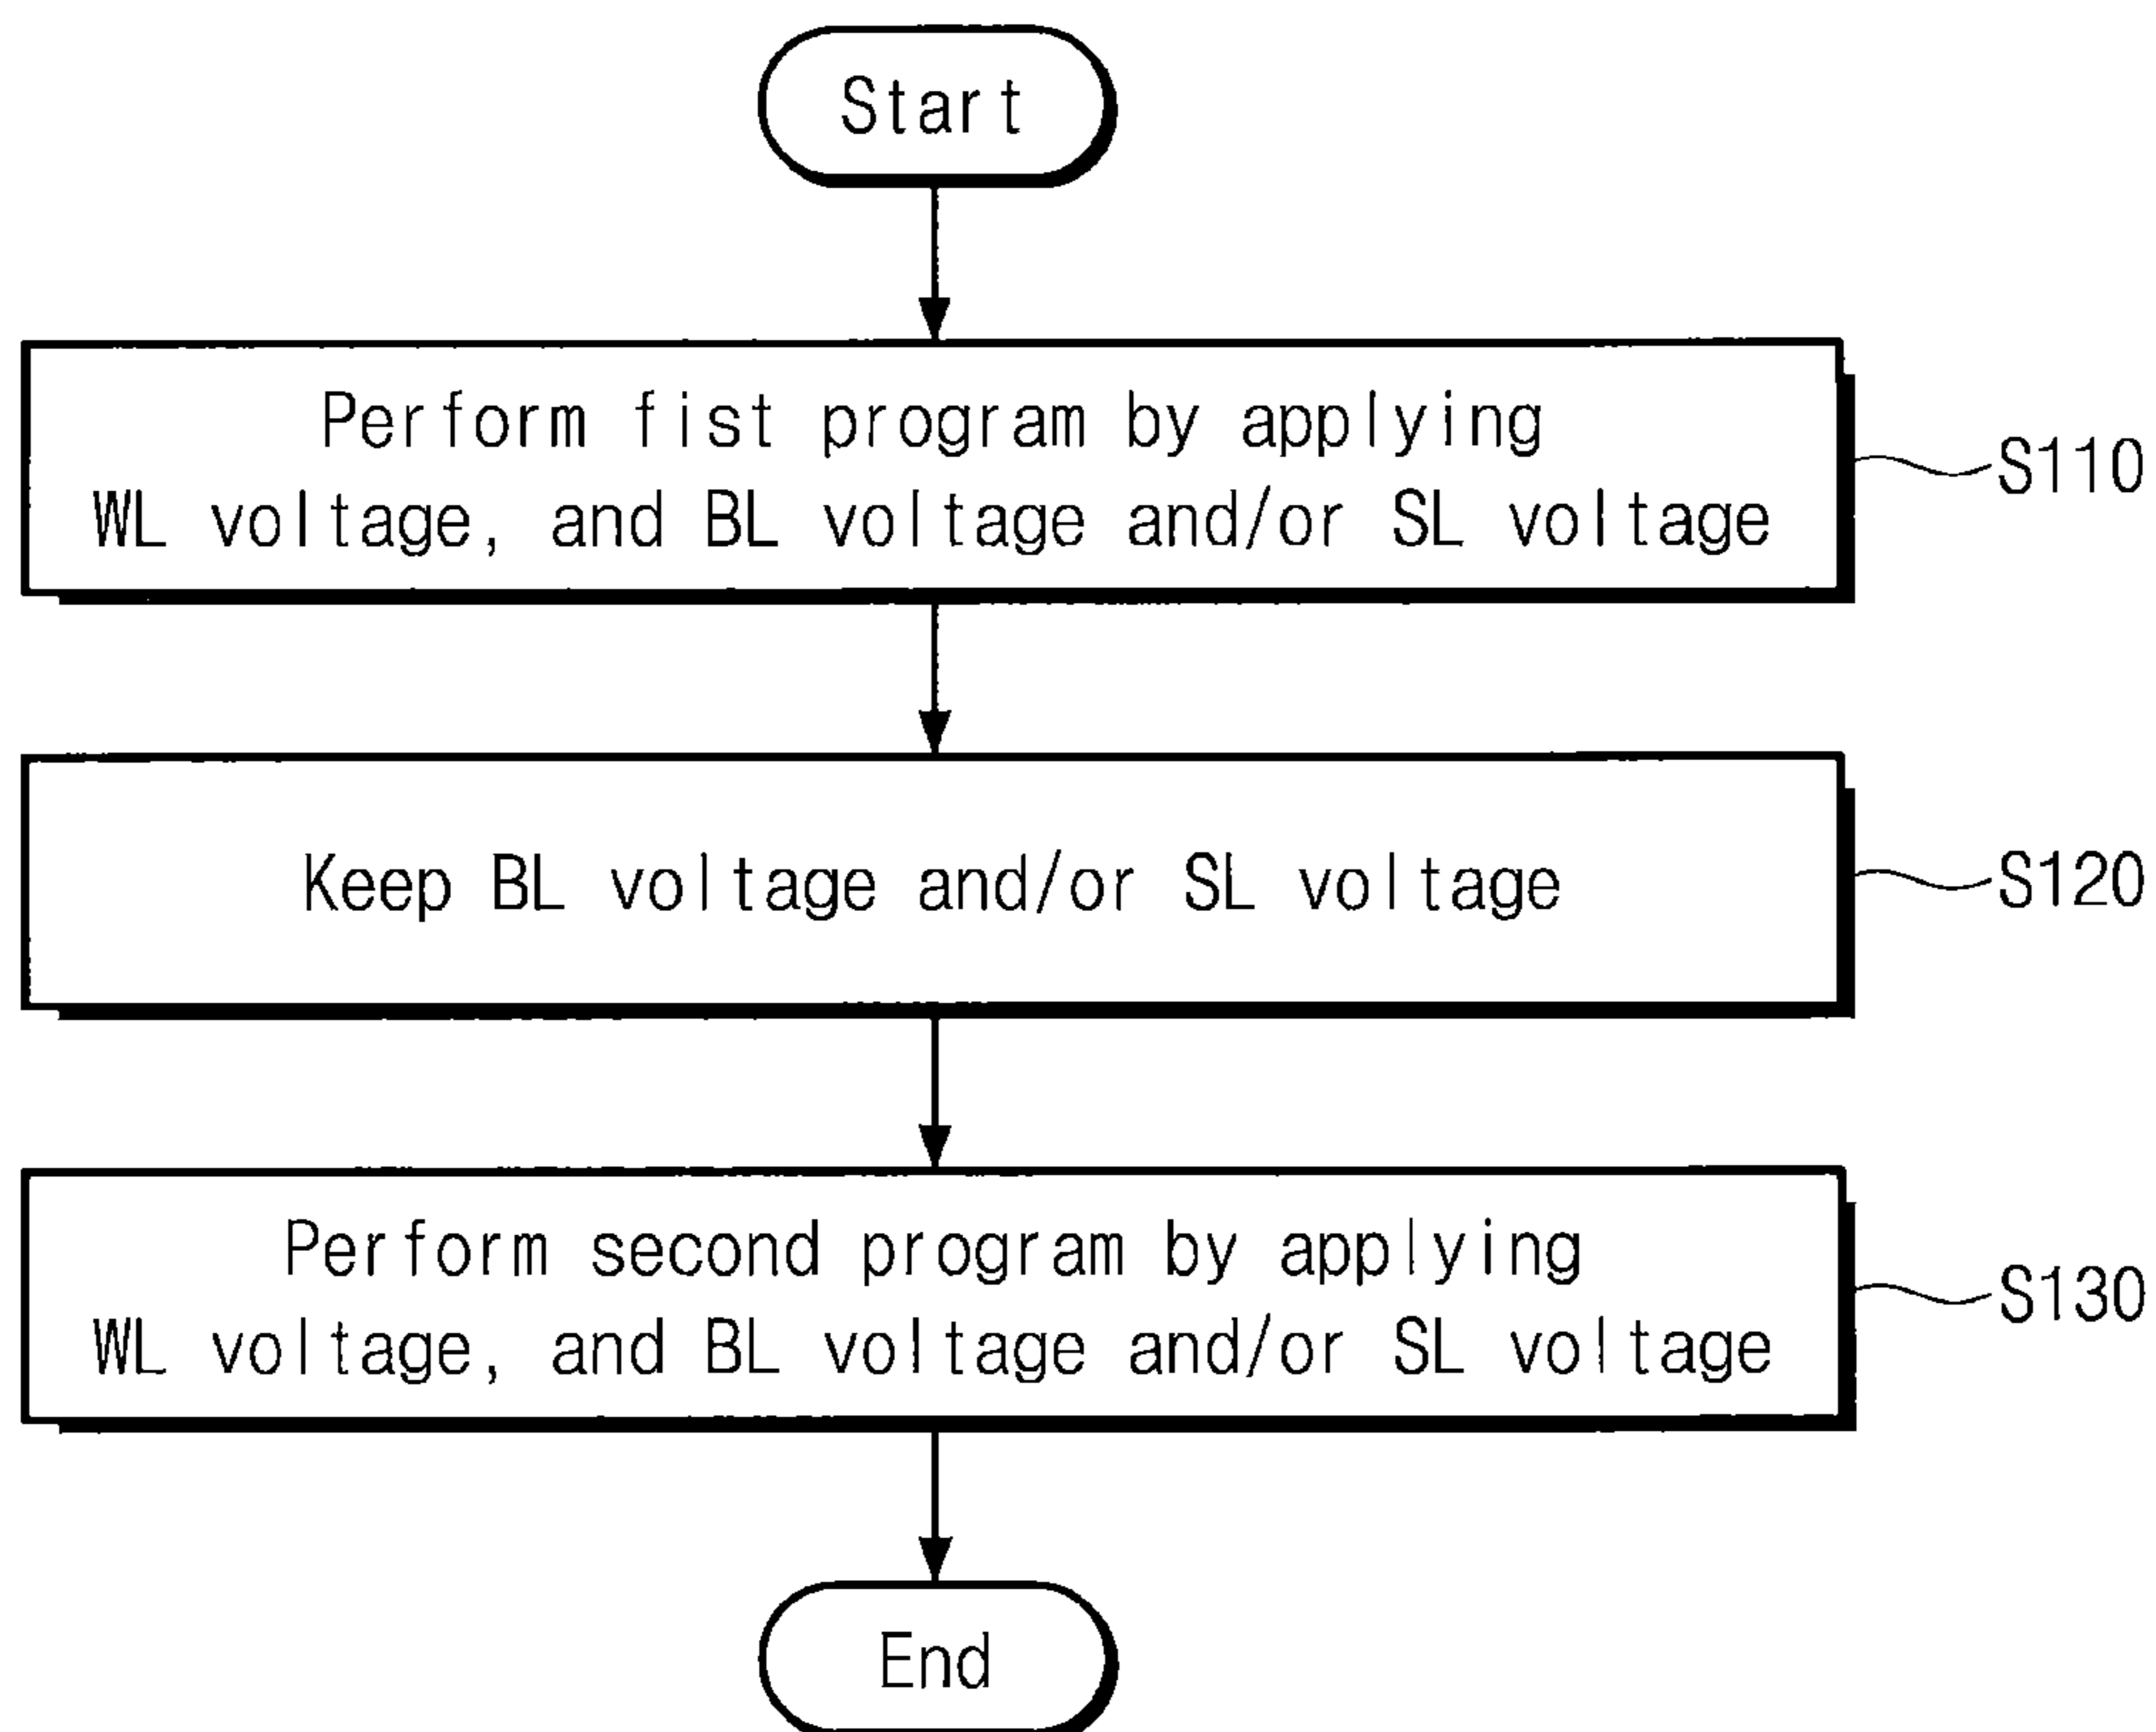 Start
Perform fist program by applying
WL voltage, and BL voltage and/or SL voltage
S110
Keep BL voltage and/or SL voltage
S120
Perform second program by applying
WL voltage, and BL voltage and/or SL voltage
S130
End